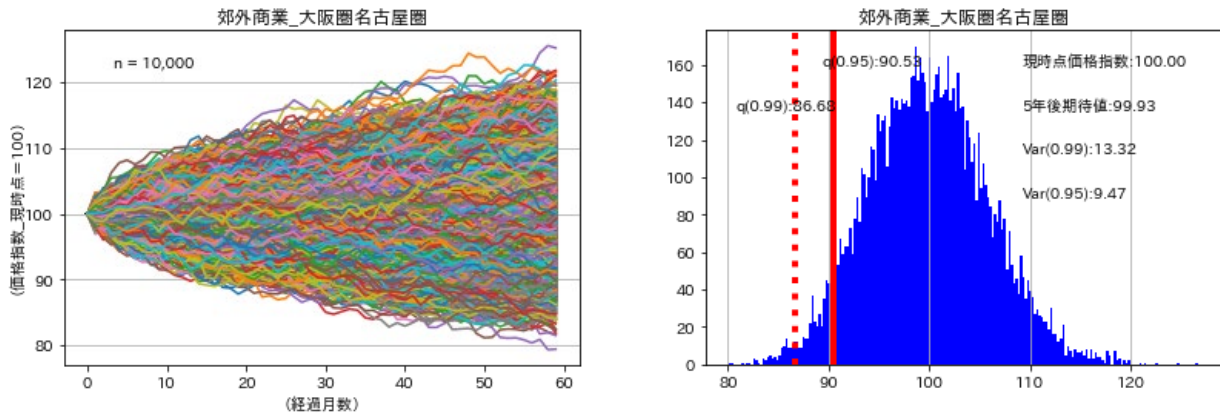 郊外商業_大阪圏名古屋圏
n = 10,000
120
110
100
90
80
(価格指数_現時点=100)
0 10 20 30 40 50 60
(経過月数)
郊外商業_大阪圏名古屋圏
q(0.95):90.53
現時点価格指数:100.00
q(0.99):86.68
5年後期待値:99.93
Var(0.99):13.32
Var(0.95):9.47
160
140
120
100
80
60
40
20
0
80 90 100 110 120